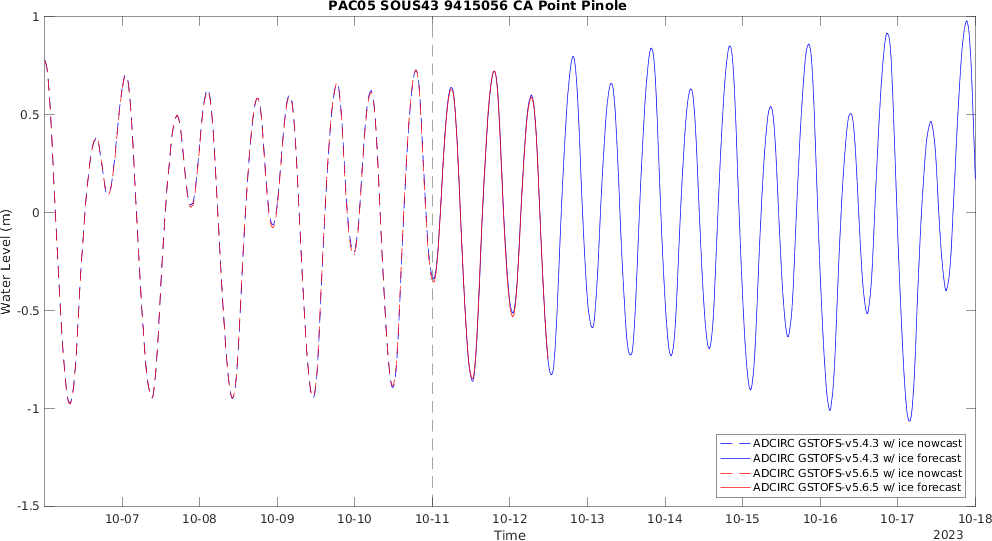 PAC05 SOUS43 9415056 CA Point Pinole
1
0.5
0
-0.5
-1
-1.5
Water Level (m)
10-07 10-08 10-09 10-10 10-11 10-12 10-13 10-14 10-15 10-16 10-17 10-18
Time
2023
ADCIRC GSTOFS-v5.4.3 w/ ice nowcast
ADCIRC GSTOFS-v5.4.3 w/ ice forecast
ADCIRC GSTOFS-v5.6.5 w/ ice nowcast
ADCIRC GSTOFS-v5.6.5 w/ ice forecast